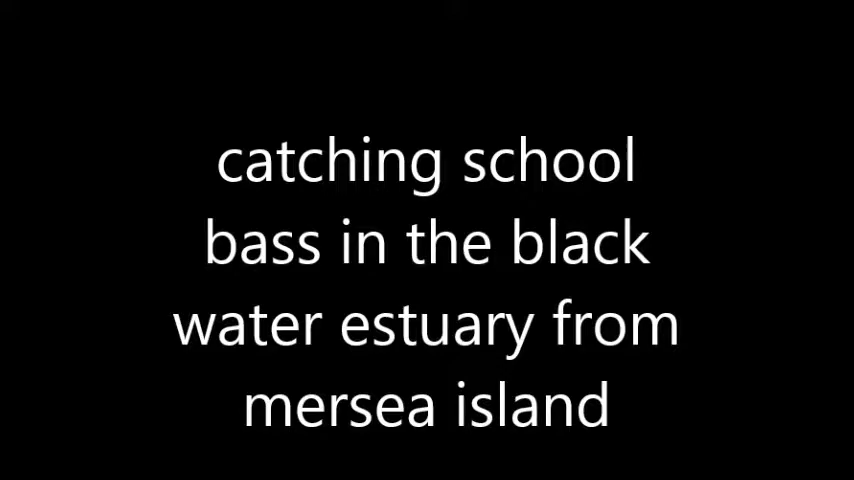 catching school
bass in the black
water estuary from
mersea island